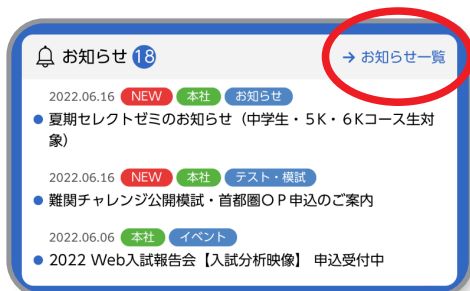 お知らせ 18 → お知らせ一覧
2022.06.16 NEW 本社 お知らせ
夏期セレクトゼミのお知らせ（中学生・５K・６Kコース生対
象）
2022.06.16 NEW 本社 テスト・模試
難関チャレンジ公開模試・首都圏ＯＰ申込のご案内
2022.06.06 本社 イベント
2022 Web入試報告会【入試分析映像】 申込受付中